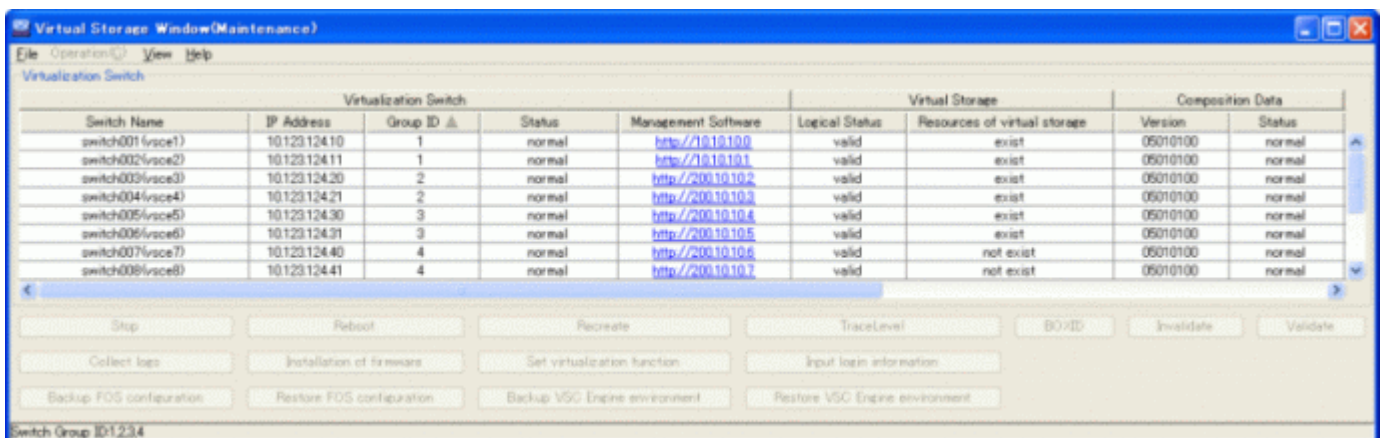 Virtual Storage Window(Maintenance)
File Operation(O) View Help
Virtualization Switch
Virtualization Switch Virtual Storage Composition Data
Switch Name IP Address Group ID △ Status Management Software Logical Status Resources of virtual storage Version Status
switch001(vsce1) 10.123.124.10 1 normal http://10.10.10.0 valid exist 05010100 normal
switch002(vsce2) 10.123.124.11 1 normal http://10.10.10.1 valid exist 05010100 normal
switch003(vsce3) 10.123.124.20 2 normal http://200.10.10.2 valid exist 05010100 normal
switch004(vsce4) 10.123.124.21 2 normal http://200.10.10.3 valid exist 05010100 normal
switch005(vsce5) 10.123.124.30 3 normal http://200.10.10.4 valid exist 05010100 normal
switch006(vsce6) 10.123.124.31 3 normal http://200.10.10.5 valid exist 05010100 normal
switch007(vsce7) 10.123.124.40 4 normal http://200.10.10.6 valid not exist 05010100 normal
switch008(vsce8) 10.123.124.41 4 normal http://200.10.10.7 valid not exist 05010100 normal
Stop Reboot Recreate TraceLevel BOXID Invalidate Validate
Collect logs Installation of firmware Set virtualization function Input login information
Backup FOS configuration Restore FOS configuration Backup VSC Engine environment Restore VSC Engine environment
Switch Group ID:1,2,3,4